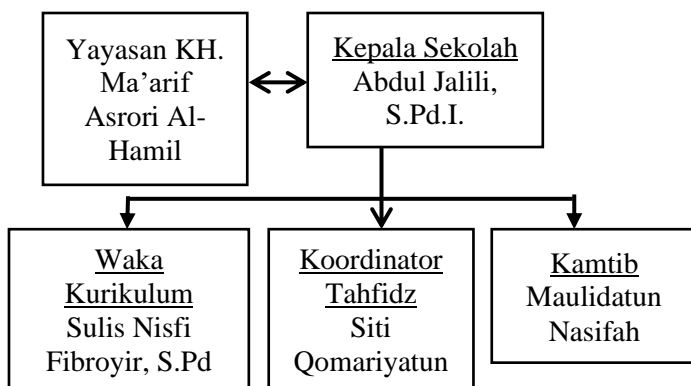 Yayasan KH.
Ma’arif
Asrori Al-
Hamil
Kepala Sekolah
Abdul Jalili,
S.Pd.I.
Waka
Kurikulum
Sulis Nisfi
Fibroyir, S.Pd
Koordinator
Tahfidz
Siti
Qomariyatun
Kamtib
Maulidatun
Nasifah